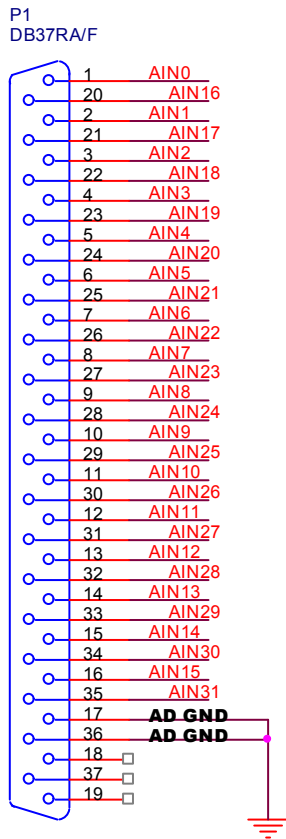 P1
DB37RA/F
1 AIN0
20 AIN16
2 AIN1
21 AIN17
3 AIN2
22 AIN18
4 AIN3
23 AIN19
5 AIN4
24 AIN20
6 AIN5
25 AIN21
7 AIN6
26 AIN22
8 AIN7
27 AIN23
9 AIN8
28 AIN24
10 AIN9
29 AIN25
11 AIN10
30 AIN26
12 AIN11
31 AIN27
13 AIN12
32 AIN28
14 AIN13
33 AIN29
15 AIN14
34 AIN30
16 AIN15
35 AIN31
17 AD GND
36 AD GND
18
37
19